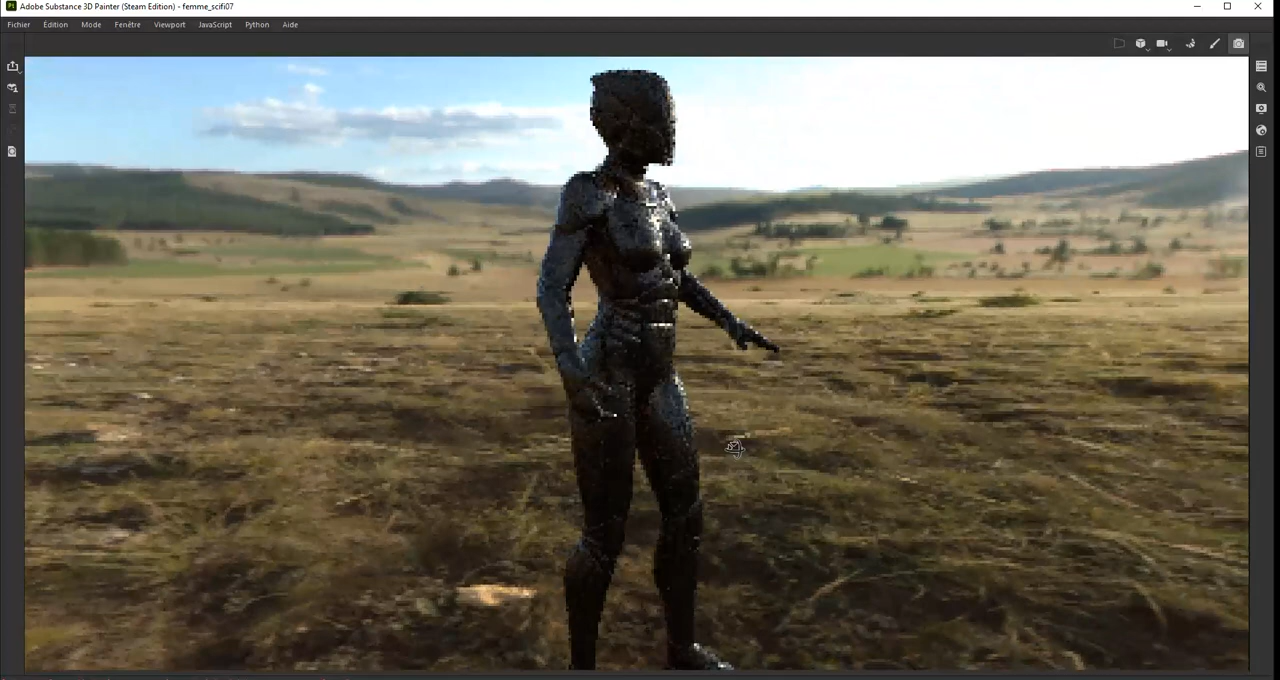 Adobe Substance 3D Painter (Steam Edition) - femme_scifi07
Fichier Edition Mode Fenêtre Viewport JavaScript Python Aide